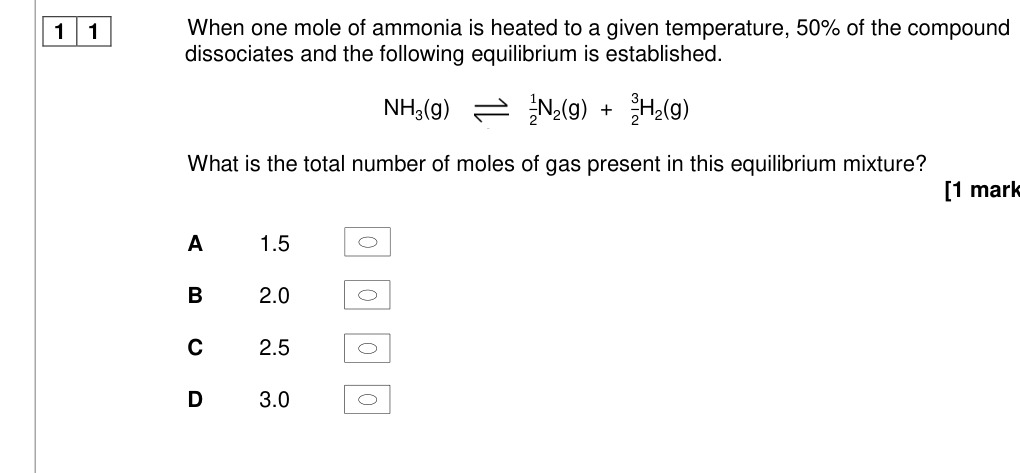 1 1
When one mole of ammonia is heated to a given temperature, 50% of the compound
dissociates and the following equilibrium is established.
NH₃(g) ⇌ ½N₂(g) + 3/2H₂(g)
What is the total number of moles of gas present in this equilibrium mixture?
[1 mark
A 1.5
B 2.0
C 2.5
D 3.0